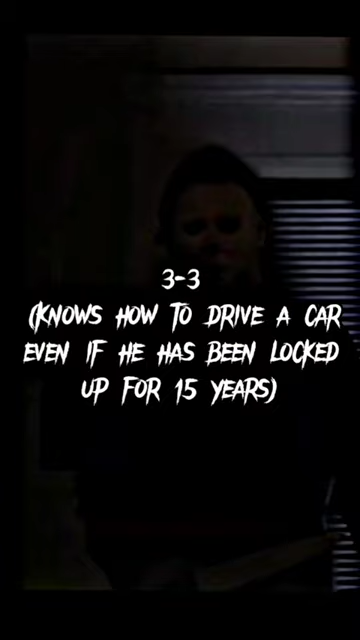 3-3
(KNOWS HOW TO DRIVE A CAR
EVEN IF HE HAS BEEN LOCKED
UP FOR 15 YEARS)